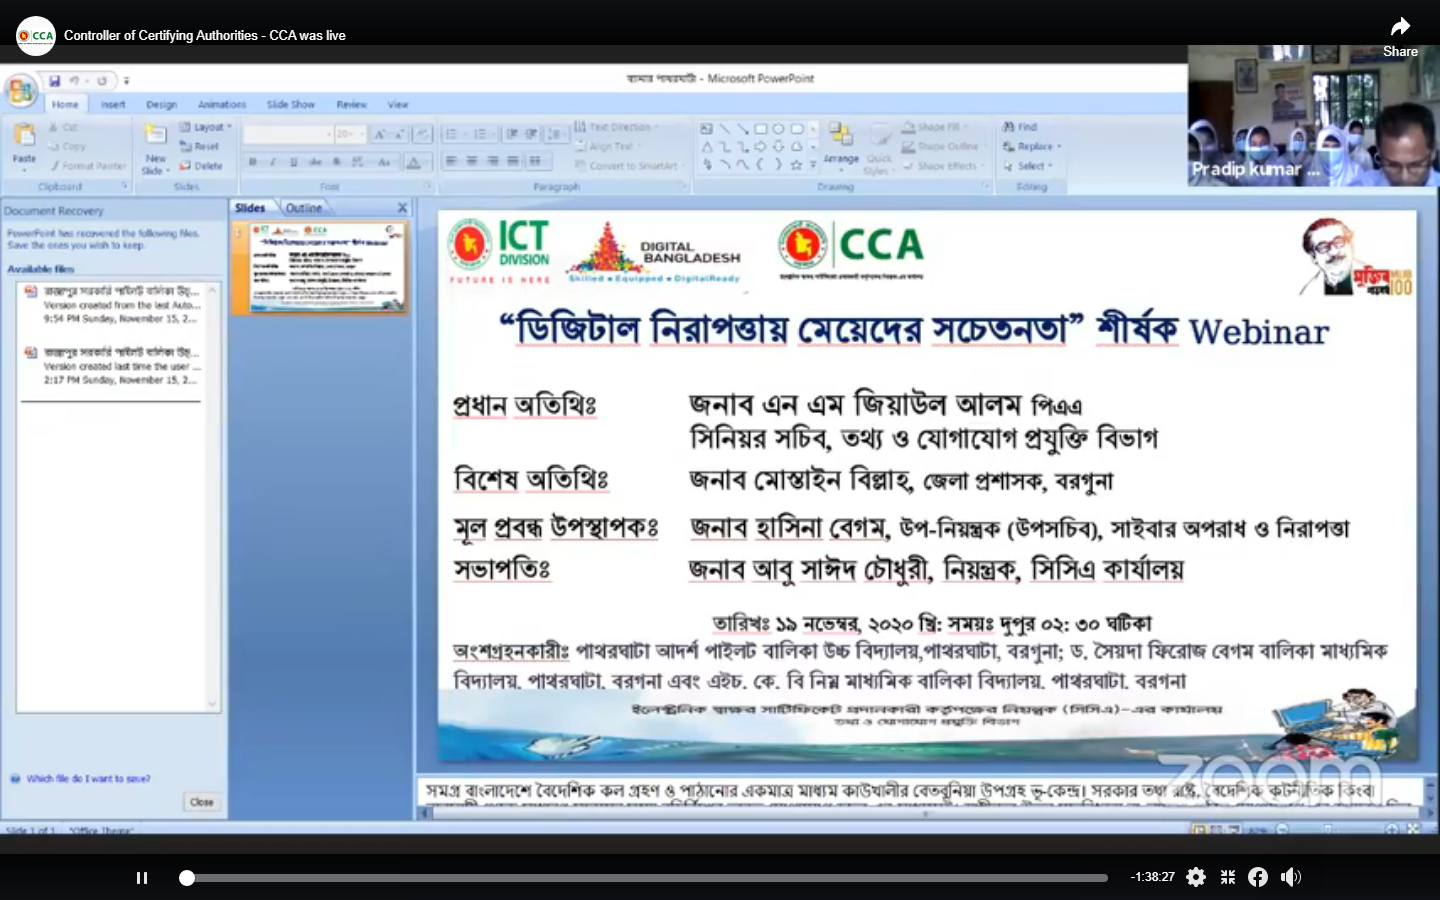 CCA Controller of Certifying Authorities - CCA was live
Share
বামার পাথরঘাটা - Microsoft PowerPoint
Home Insert Design Animations Slide Show Review View
Cut
Copy
Format Painter
Paste
New Slide
Layout
Reset
Delete
20
Text Direction
Align Text
Convert to SmartArt
Arrange
Quick Styles
Shape Fill
Shape Outline
Shape Effects
Find
Replace
Select
Clipboard Slides Font Paragraph Drawing Editing
Pradip kumar ...
Document Recovery
PowerPoint has recovered the following files.
Save the ones you wish to keep.
Available files
রাজাপুর সরকারি পাইলট বালিকা উচ্...
Version created from the last Auto...
9:54 PM Sunday, November 15, 2...
রাজাপুর সরকারি পাইলট বালিকা উচ্...
Version created last time the user ...
2:17 PM Sunday, November 15, 2...
Which file do I want to save?
Close
Slides Outline
ICT DIVISION
FUTURE IS HERE
DIGITAL BANGLADESH
Skilled Equipped DigitalReady
CCA
মুজিব বর্ষ 100
“ডিজিটাল নিরাপত্তায় মেয়েদের সচেতনতা” শীর্ষক Webinar
প্রধান অতিথিঃ জনাব এন এম জিয়াউল আলম পিএএ
সিনিয়র সচিব, তথ্য ও যোগাযোগ প্রযুক্তি বিভাগ
বিশেষ অতিথিঃ জনাব মোস্তাইন বিল্লাহ, জেলা প্রশাসক, বরগুনা
মূল প্রবন্ধ উপস্থাপকঃ জনাব হাসিনা বেগম, উপ-নিয়ন্ত্রক (উপসচিব), সাইবার অপরাধ ও নিরাপত্তা
সভাপতিঃ জনাব আবু সাঈদ চৌধুরী, নিয়ন্ত্রক, সিসিএ কার্যালয়
তারিখঃ ১৯ নভেম্বর, ২০২০ খ্রি: সময়ঃ দুপুর ০২: ৩০ ঘটিকা
অংশগ্রহনকারীঃ পাথরঘাটা আদর্শ পাইলট বালিকা উচ্চ বিদ্যালয়,পাথরঘাটা, বরগুনা; ড. সৈয়দা ফিরোজ বেগম বালিকা মাধ্যমিক
বিদ্যালয়, পাথরঘাটা, বরগুনা এবং এইচ. কে. বি নিম্ন মাধ্যমিক বালিকা বিদ্যালয়, পাথরঘাটা, বরগুনা
ইলেক্ট্রনিক স্বাক্ষর সার্টিফিকেট প্রদানকারী কর্তৃপক্ষের নিয়ন্ত্রক (সিসিএ)-এর কার্যালয়
তথ্য ও যোগাযোগ প্রযুক্তি বিভাগ
zoom
সমগ্র বাংলাদেশে বৈদেশিক কল গ্রহণ ও পাঠানোর একমাত্র মাধ্যম কাউখালীর বেতবুনিয়া উপগ্রহ ভূ-কেন্দ্র। সরকার তথা রাষ্ট্র, বৈদেশিক কূটনীতিক কিংবা
Slide 1 of 1 "Office Theme"
-1:38:27